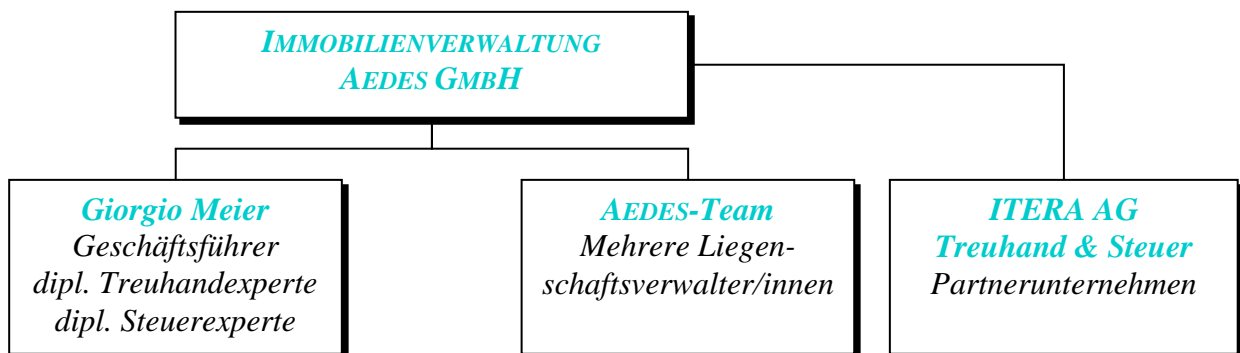 IMMOBILIENVERWALTUNG
AEDES GMBH
Giorgio Meier
Geschäftsführer
dipl. Treuhandexperte
dipl. Steuerexperte
AEDES-Team
Mehrere Liegen-
schaftsverwalter/innen
ITERA AG
Treuhand & Steuer
Partnerunternehmen